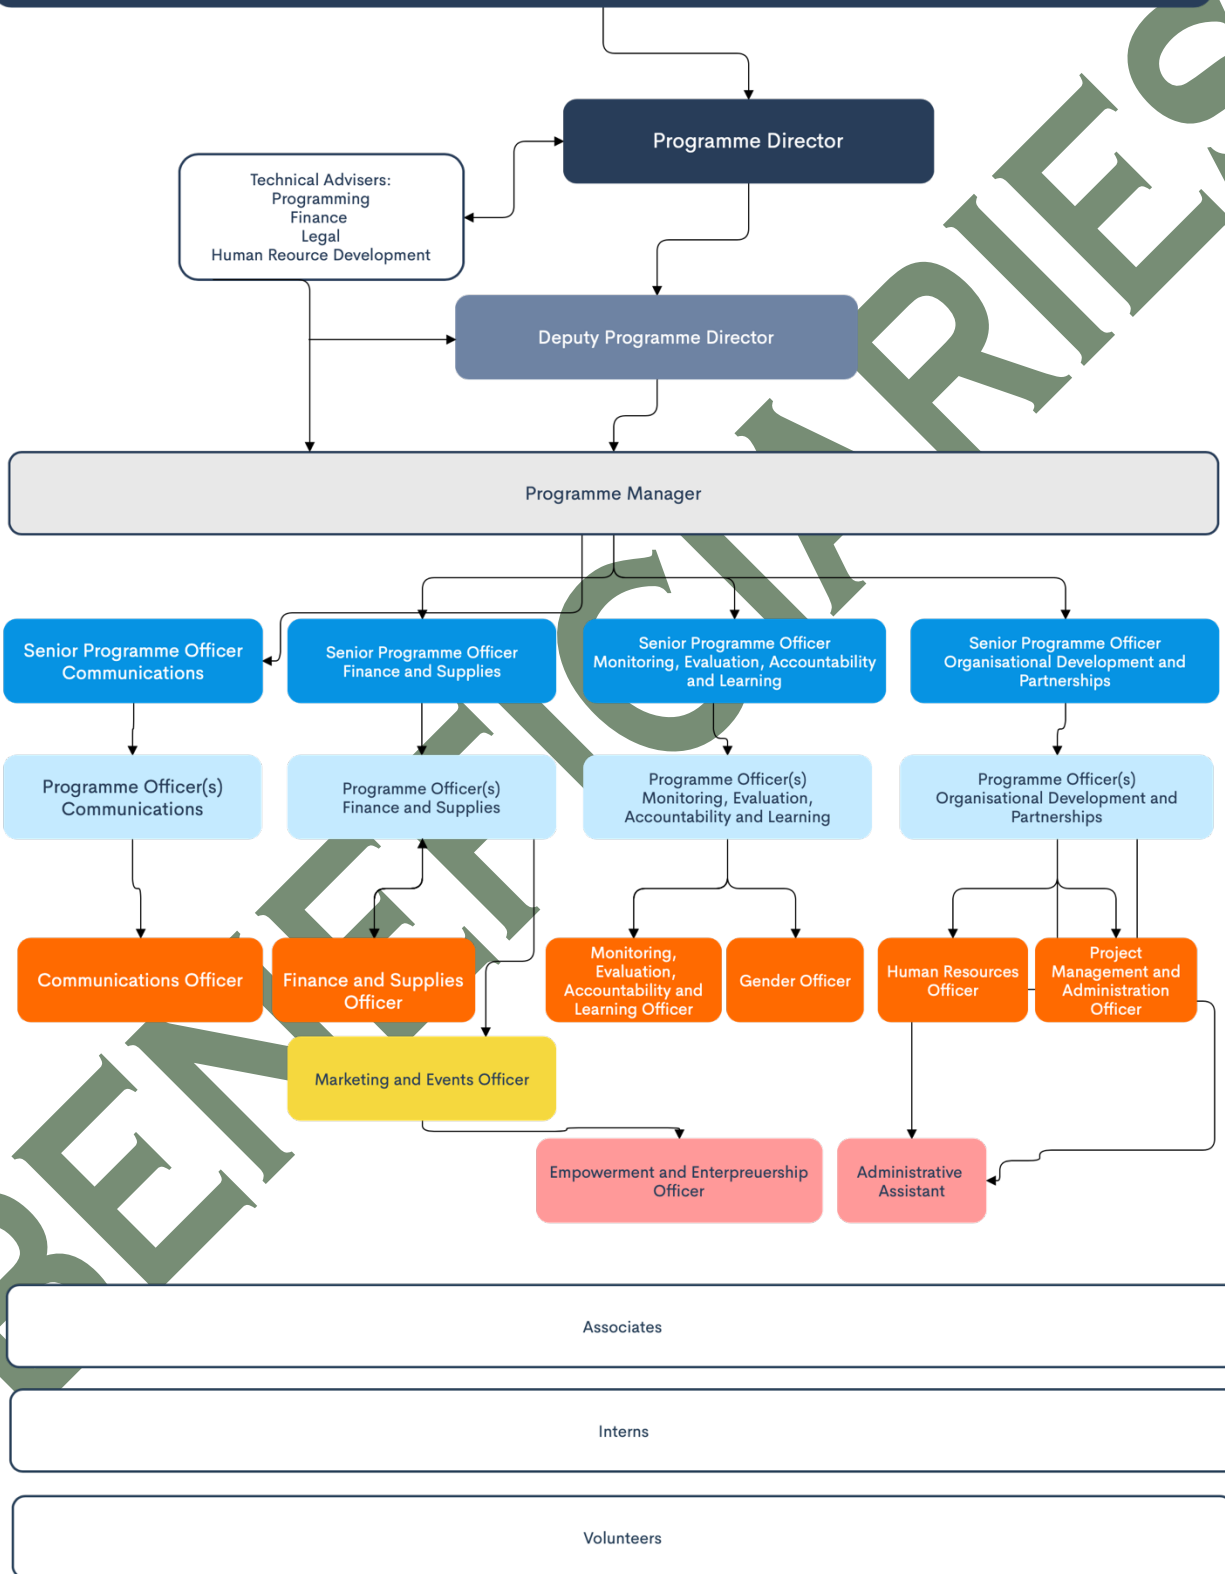 BENEFICIARIES
Programme Director
Technical Advisers:
Programming
Finance
Legal
Human Reource Development
Deputy Programme Director
Programme Manager
Senior Programme Officer
Communications
Senior Programme Officer
Finance and Supplies
Senior Programme Officer
Monitoring, Evaluation, Accountability
and Learning
Senior Programme Officer
Organisational Development and
Partnerships
Programme Officer(s)
Communications
Programme Officer(s)
Finance and Supplies
Programme Officer(s)
Monitoring, Evaluation,
Accountability and Learning
Programme Officer(s)
Organisational Development and
Partnerships
Communications Officer
Finance and Supplies
Officer
Monitoring,
Evaluation,
Accountability and
Learning Officer
Gender Officer
Human Resources
Officer
Project
Management and
Administration
Officer
Marketing and Events Officer
Empowerment and Enterpreuership
Officer
Administrative
Assistant
Associates
Interns
Volunteers